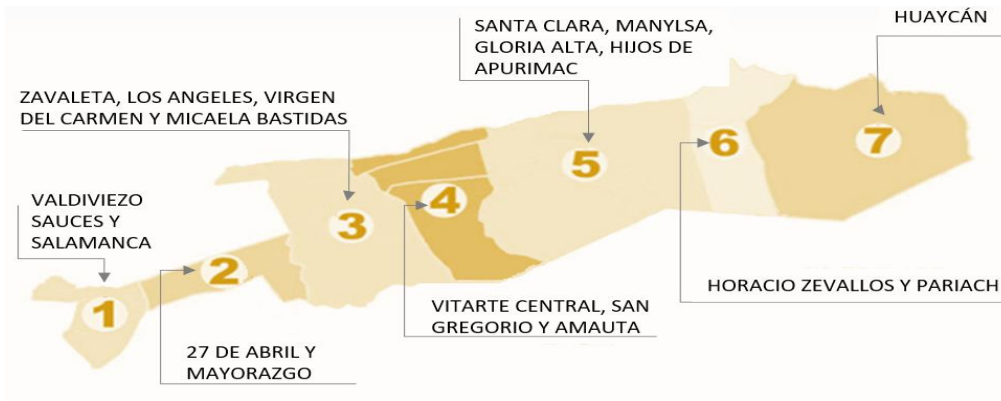 HUAYCÁN
SANTA CLARA, MANYLSA,
GLORIA ALTA, HIJOS DE
APURIMAC
ZAVALETA, LOS ANGELES, VIRGEN
DEL CARMEN Y MICAELA BASTIDAS
VALDIVIEZO
SAUCES Y
SALAMANCA
1
2
3
4
5
6
7
HORACIO ZEVALLOS Y PARIACHI
VITARTE CENTRAL, SAN
GREGORIO Y AMAUTA
27 DE ABRIL Y
MAYORAZGO